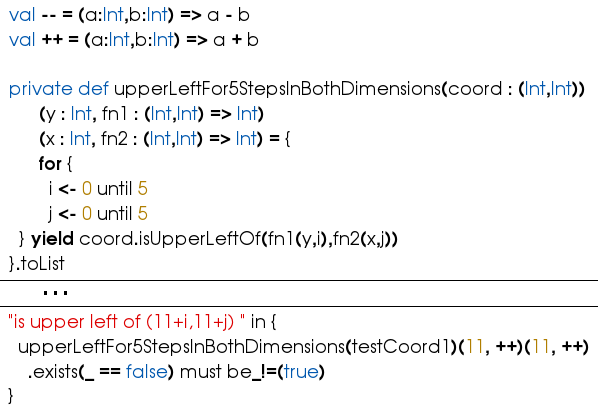 val -- = (a:Int,b:Int) => a - b
val ++ = (a:Int,b:Int) => a + b
private def upperLeftFor5StepsInBothDimensions(coord : (Int,Int))
(y : Int, fn1 : (Int,Int) => Int)
(x : Int, fn2 : (Int,Int) => Int) = {
for {
i <- 0 until 5
j <- 0 until 5
} yield coord.isUpperLeftOf(fn1(y,i),fn2(x,j))
}.toList
...
"is upper left of (11+i,11+j) " in {
upperLeftFor5StepsInBothDimensions(testCoord1)(11, ++)(11, ++)
.exists(_ == false) must be_!=(true)
}